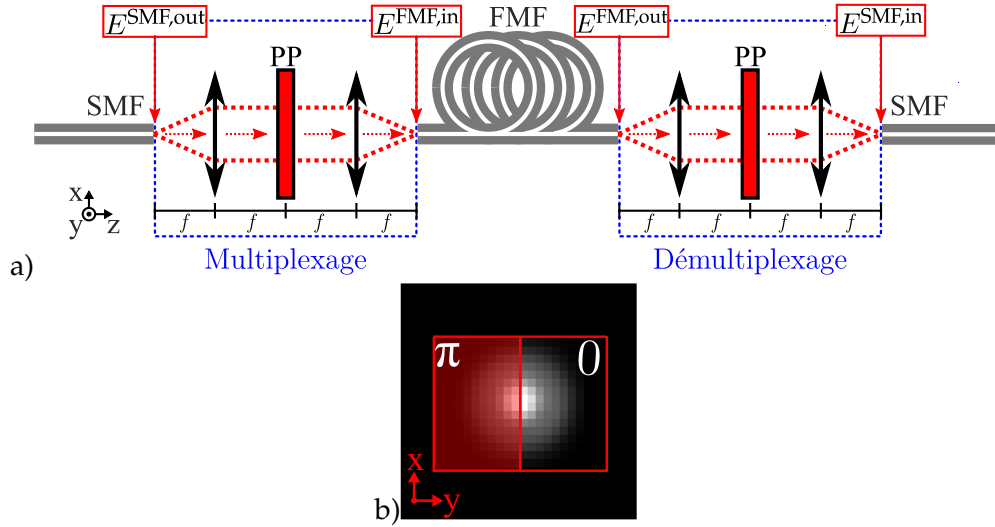 E^SMF,out E^FMF,in FMF E^FMF,out E^SMF,in
PP PP
SMF SMF
x
y z
f f f f f f f f
Multiplexage Démultiplexage
a)
π 0
x
y
b)